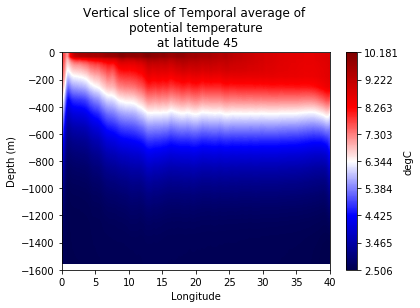 Vertical slice of Temporal average of
potential temperature
at latitude 45
0
−200
−400
−600
−800
−1000
−1200
−1400
−1600
Depth (m)
0 5 10 15 20 25 30 35 40
Longitude
10.181
9.222
8.263
7.303
6.344
5.384
4.425
3.465
2.506
degC